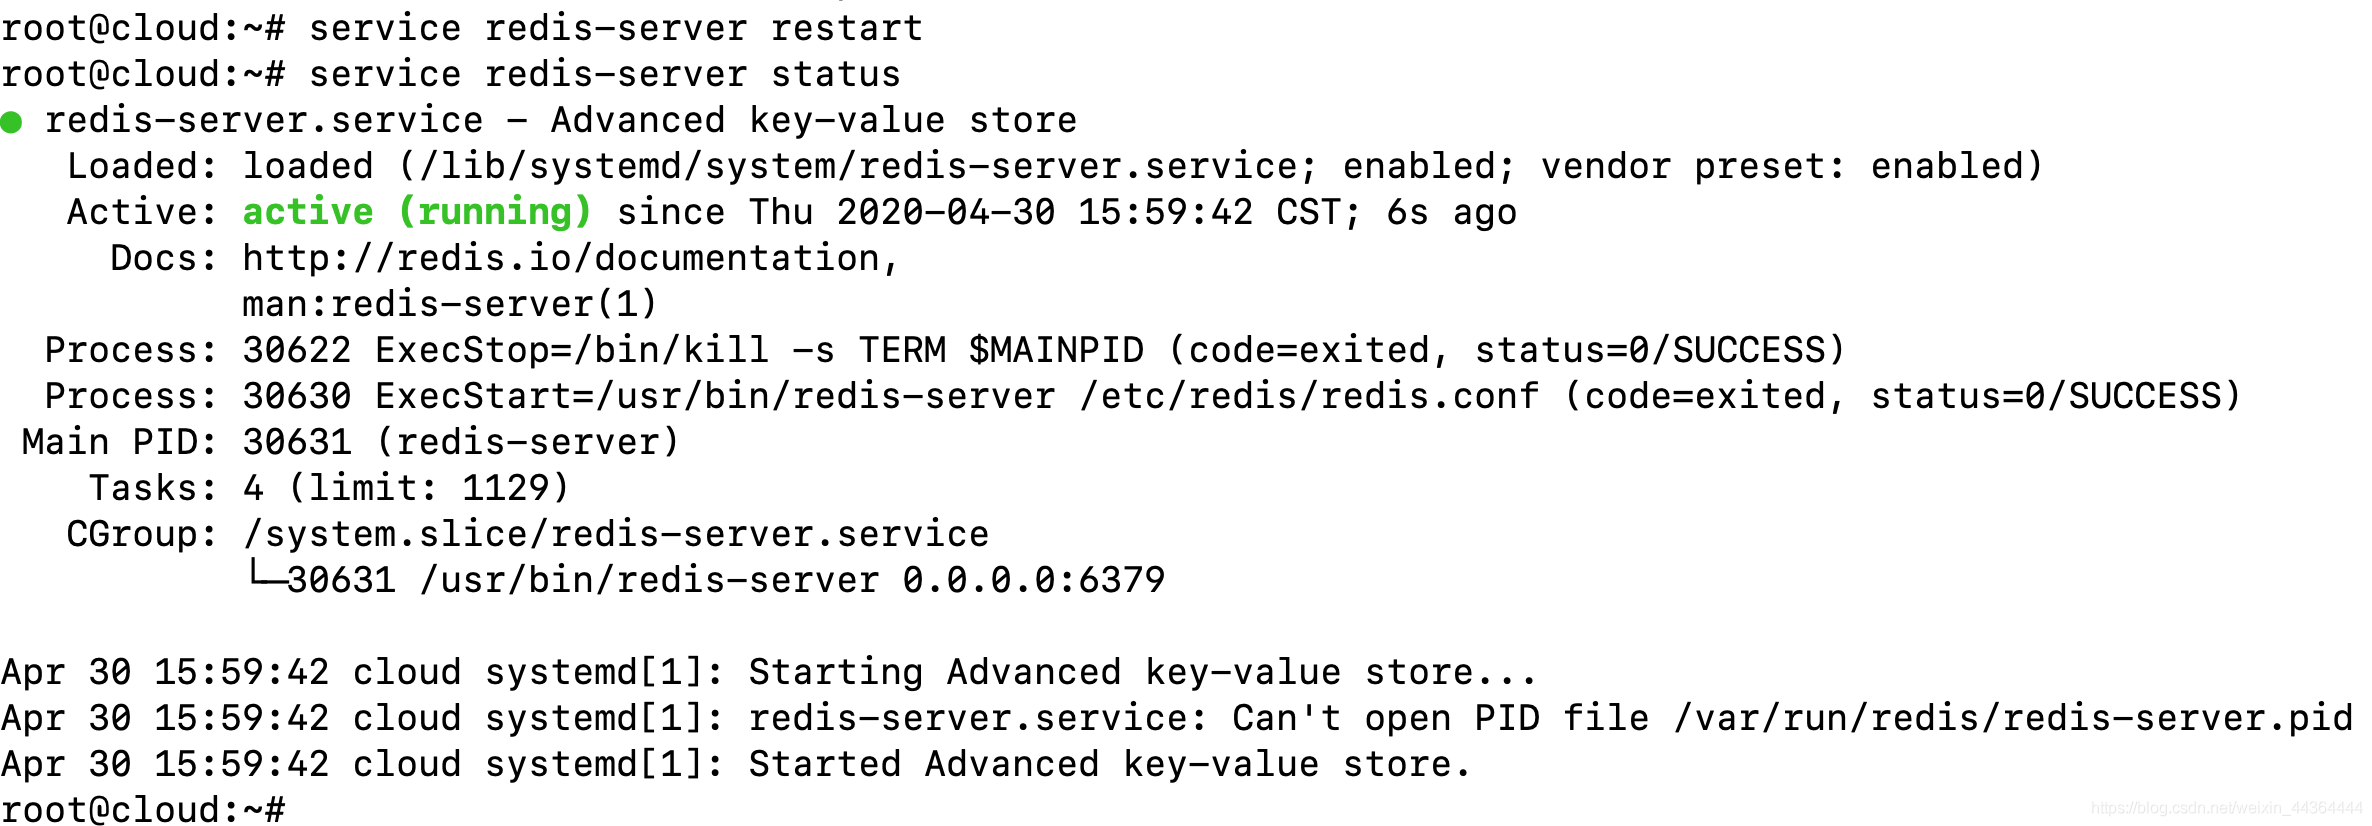 root@cloud:~# service redis-server restart
root@cloud:~# service redis-server status
● redis-server.service - Advanced key-value store
   Loaded: loaded (/lib/systemd/system/redis-server.service; enabled; vendor preset: enabled)
   Active: active (running) since Thu 2020-04-30 15:59:42 CST; 6s ago
     Docs: http://redis.io/documentation,
           man:redis-server(1)
  Process: 30622 ExecStop=/bin/kill -s TERM $MAINPID (code=exited, status=0/SUCCESS)
  Process: 30630 ExecStart=/usr/bin/redis-server /etc/redis/redis.conf (code=exited, status=0/SUCCESS)
 Main PID: 30631 (redis-server)
    Tasks: 4 (limit: 1129)
   CGroup: /system.slice/redis-server.service
           └─30631 /usr/bin/redis-server 0.0.0.0:6379
Apr 30 15:59:42 cloud systemd[1]: Starting Advanced key-value store...
Apr 30 15:59:42 cloud systemd[1]: redis-server.service: Can't open PID file /var/run/redis/redis-server.pid
Apr 30 15:59:42 cloud systemd[1]: Started Advanced key-value store.
root@cloud:~#
https://blog.csdn.net/weixin_44364444